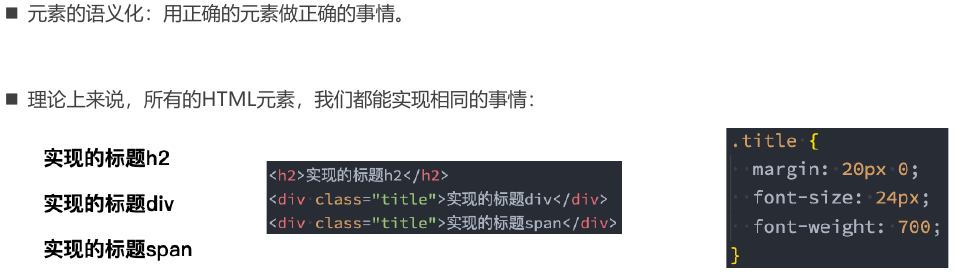 ■ 元素的语义化：用正确的元素做正确的事情。
■ 理论上来说，所有的HTML元素，我们都能实现相同的事情：
实现的标题h2
实现的标题div
实现的标题span
<h2>实现的标题h2</h2>
<div class="title">实现的标题div</div>
<div class="title">实现的标题span</div>
.title {
margin: 20px 0;
font-size: 24px;
font-weight: 700;
}